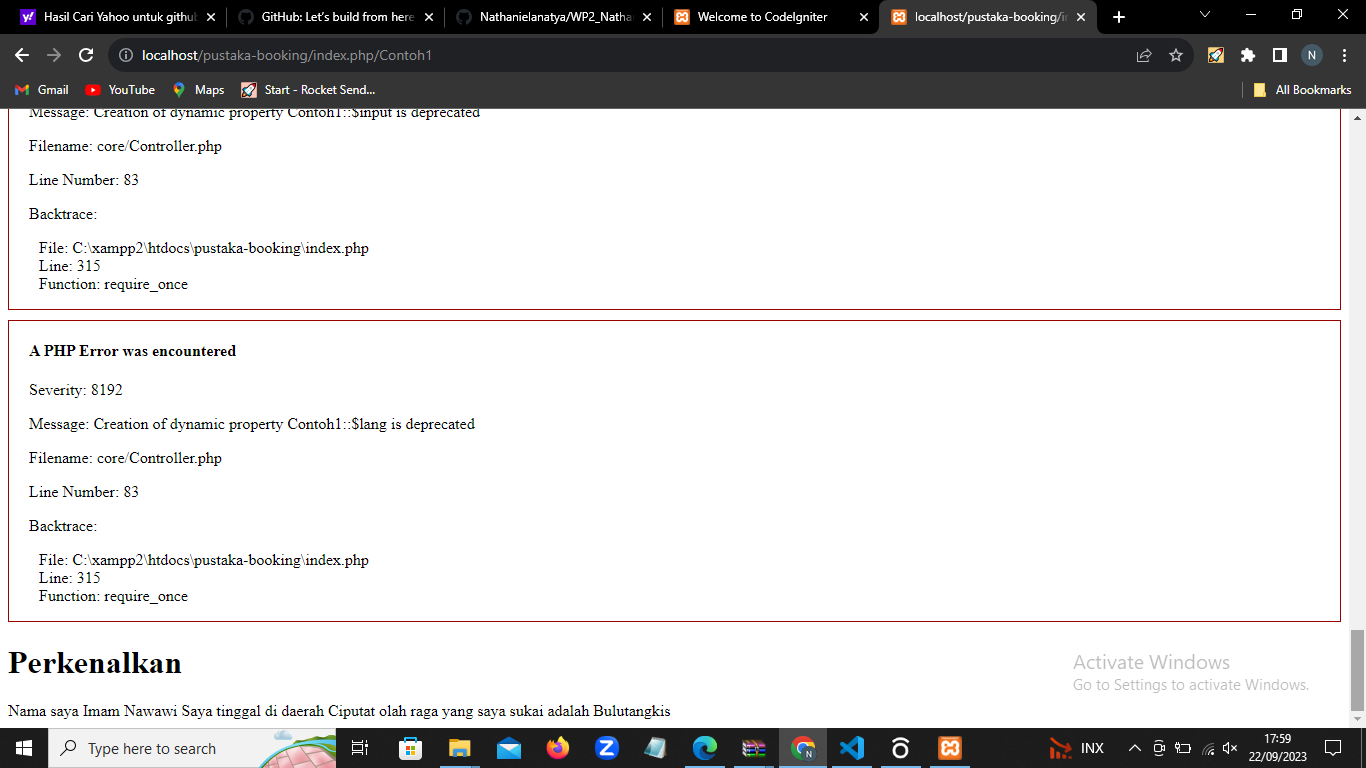 Hasil Cari Yahoo untuk githu
GitHub: Let's build from here
Nathanielanatya/WP2_Natha
Welcome to CodeIgniter
localhost/pustaka-booking/in
localhost/pustaka-booking/index.php/Contoh1
N
Gmail
YouTube
Maps
Start - Rocket Send...
All Bookmarks
Message: Creation of dynamic property Contoh1::$input is deprecated
Filename: core/Controller.php
Line Number: 83
Backtrace:
File: C:\xampp2\htdocs\pustaka-booking\index.php
Line: 315
Function: require_once
A PHP Error was encountered
Severity: 8192
Message: Creation of dynamic property Contoh1::$lang is deprecated
Filename: core/Controller.php
Line Number: 83
Backtrace:
File: C:\xampp2\htdocs\pustaka-booking\index.php
Line: 315
Function: require_once
Perkenalkan
Nama saya Imam Nawawi Saya tinggal di daerah Ciputat olah raga yang saya sukai adalah Bulutangkis
Activate Windows
Go to Settings to activate Windows.
Type here to search
INX
17:59
22/09/2023